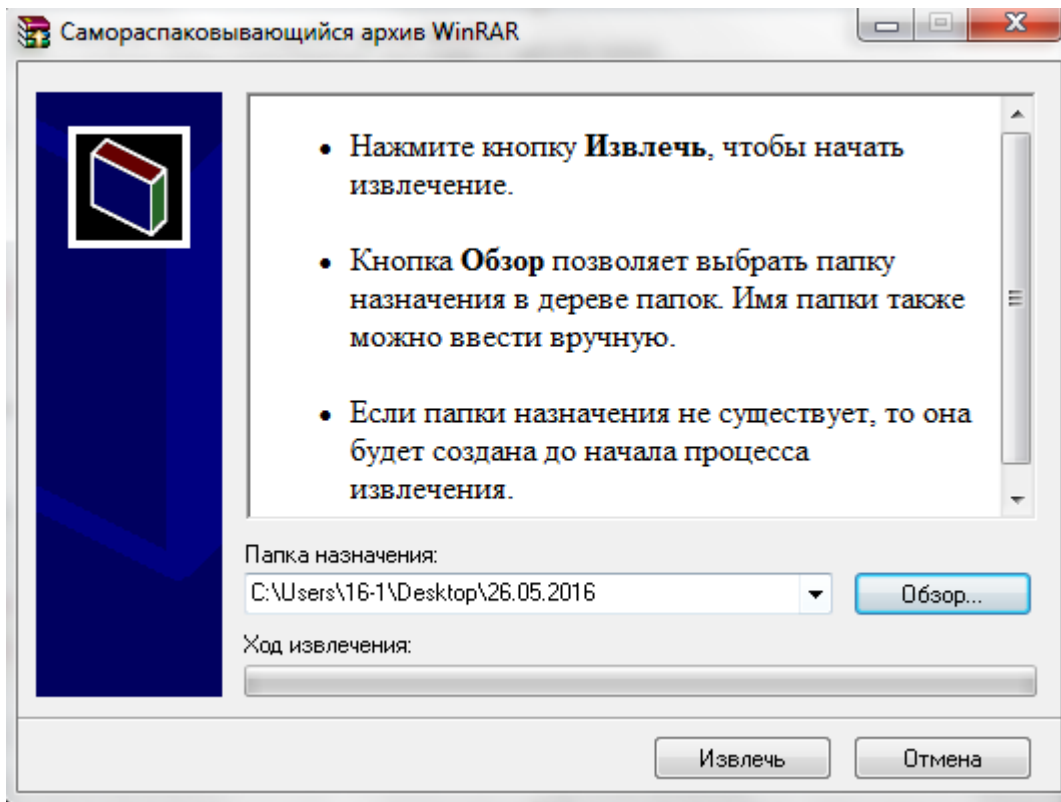 Самораспаковывающийся архив WinRAR
• Нажмите кнопку Извлечь, чтобы начать
извлечение.
• Кнопка Обзор позволяет выбрать папку
назначения в дереве папок. Имя папки также
можно ввести вручную.
• Если папки назначения не существует, то она
будет создана до начала процесса
извлечения.
Папка назначения:
C:\Users\16-1\Desktop\26.05.2016
Обзор...
Ход извлечения:
Извлечь
Отмена